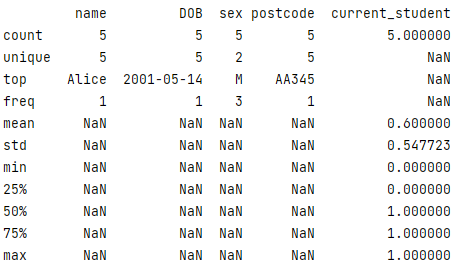 name DOB sex postcode current_student
count 5 5 5 5 5.000000
unique 5 5 2 5 NaN
top Alice 2001-05-14 M AA345 NaN
freq 1 1 3 1 NaN
mean NaN NaN NaN NaN 0.600000
std NaN NaN NaN NaN 0.547723
min NaN NaN NaN NaN 0.000000
25% NaN NaN NaN NaN 0.000000
50% NaN NaN NaN NaN 1.000000
75% NaN NaN NaN NaN 1.000000
max NaN NaN NaN NaN 1.000000